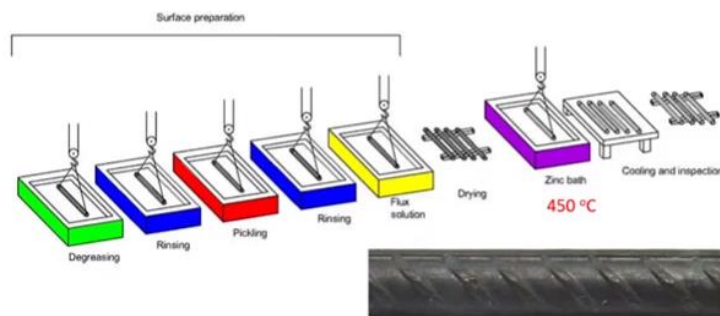 Surface preparation
Degreasing
Rinsing
Pickling
Rinsing
Flux
solution
Drying
Zinc bath
450 °C
Cooling and inspection